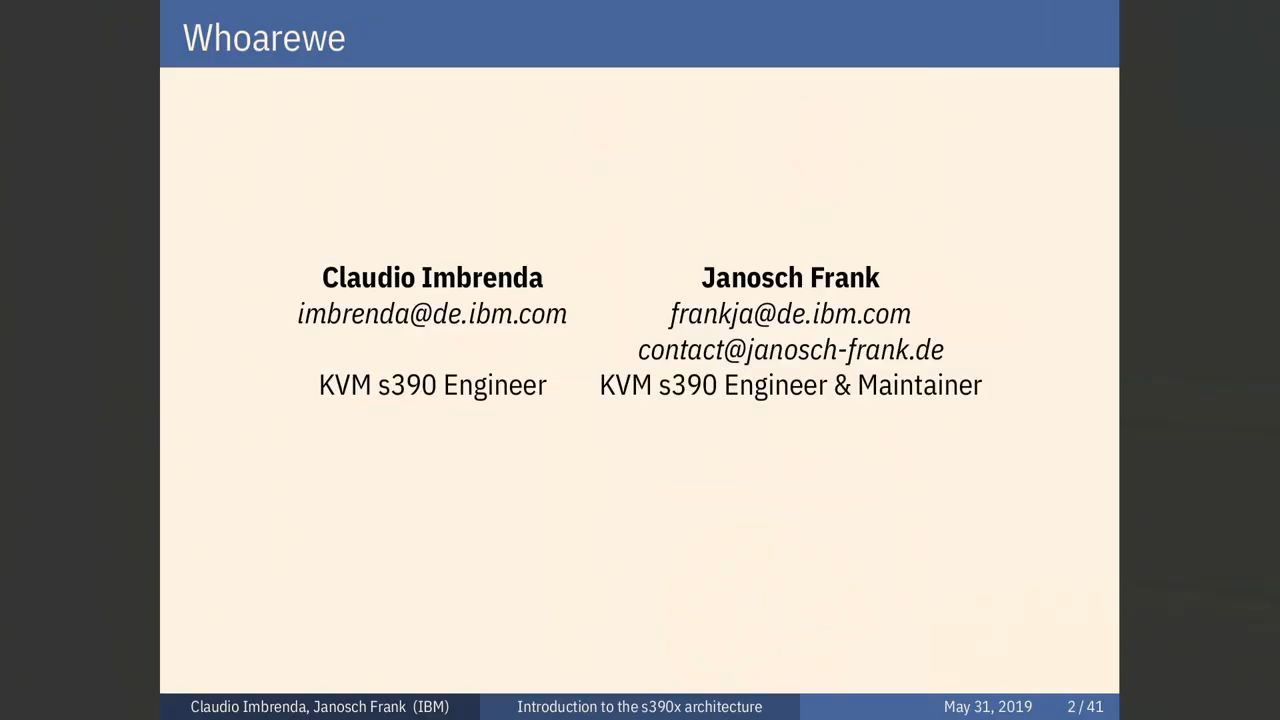 Whoarewe
Claudio Imbrenda
imbrenda@de.ibm.com
KVM s390 Engineer
Janosch Frank
frankja@de.ibm.com
contact@janosch-frank.de
KVM s390 Engineer & Maintainer
Claudio Imbrenda, Janosch Frank (IBM)
Introduction to the s390x architecture
May 31, 2019
2 / 41